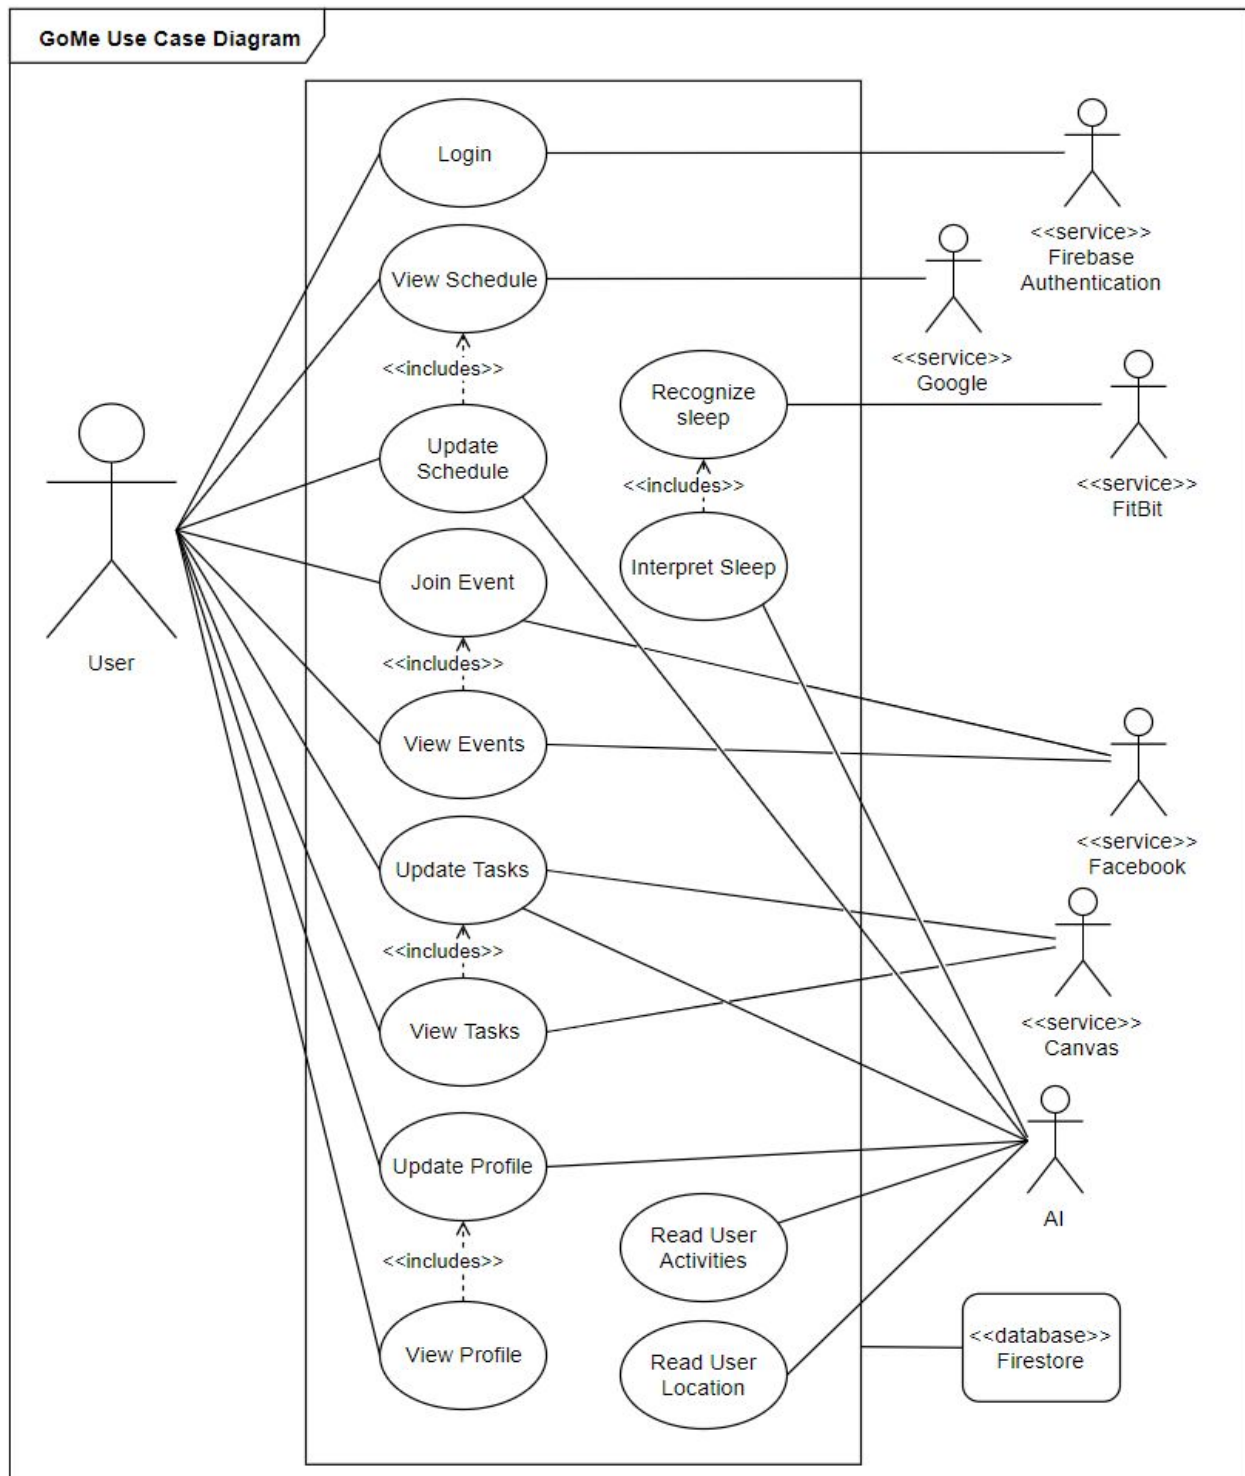 GoMe Use Case Diagram
Login
<<service>>
Firebase
Authentication
View Schedule
<<service>>
Google
<<includes>>
Recognize
sleep
Update
Schedule
<<includes>>
<<service>>
FitBit
Interpret Sleep
Join Event
User
<<includes>>
View Events
<<service>>
Facebook
Update Tasks
<<includes>>
View Tasks
<<service>>
Canvas
Update Profile
AI
Read User
Activities
<<includes>>
<<database>>
Firestore
View Profile
Read User
Location